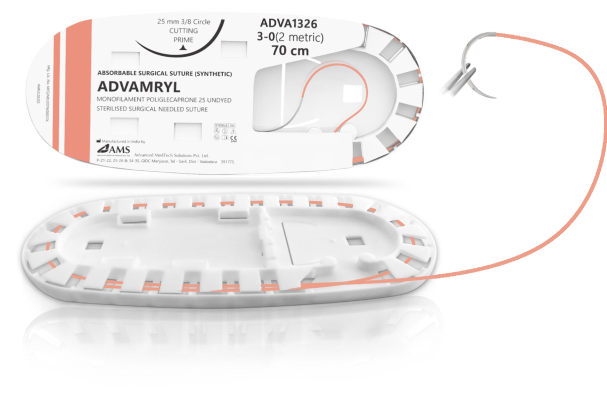 25 mm 3/8 Circle
CUTTING
PRIME
ADVA1326
3-0(2 metric)
70 cm
ABSORBABLE SURGICAL SUTURE (SYNTHETIC)
ADVAMRYL
MONOFILAMENT POLIGLECAPRONE 25 UNDYED
STERILISED SURGICAL NEEDLED SUTURE
Manufactured in India by
AMS
Advanced MedTech Solutions Pvt. Ltd.